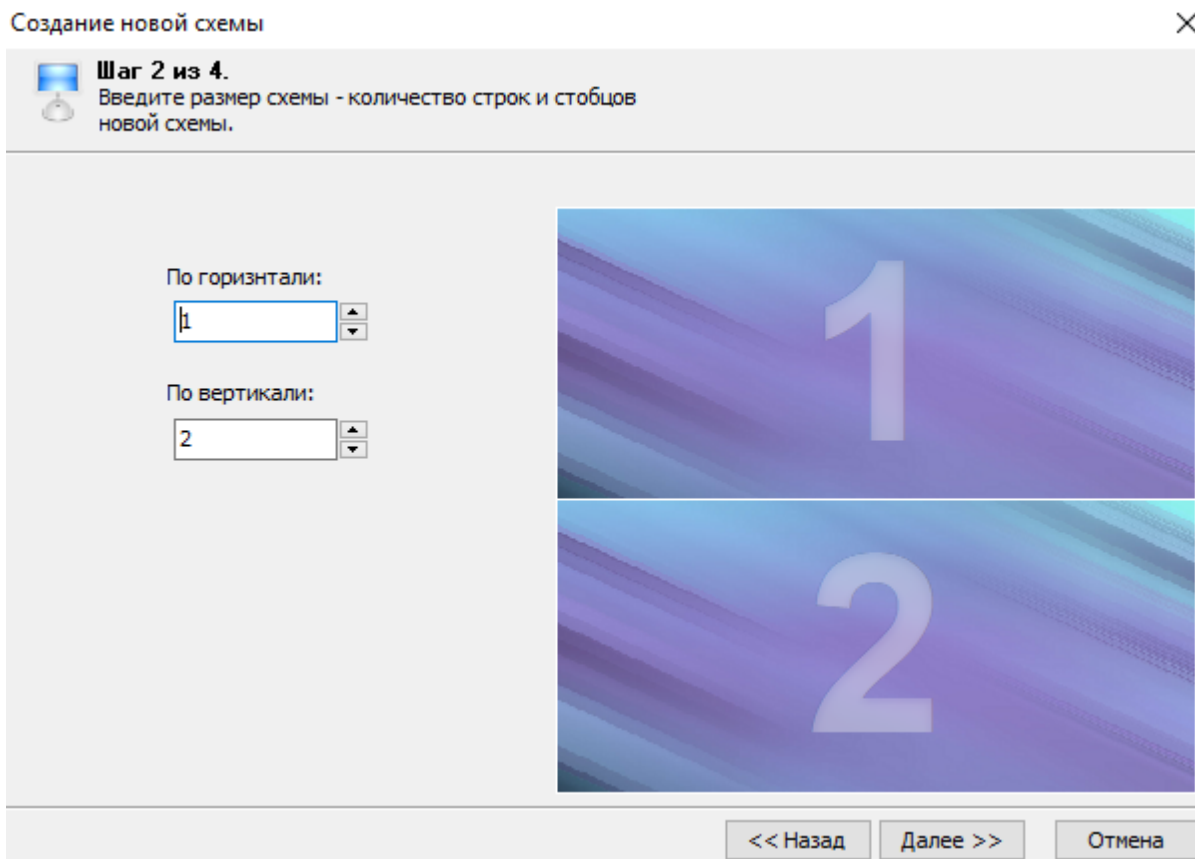 Создание новой схемы
Шаг 2 из 4.
Введите размер схемы - количество строк и стобцов
новой схемы.
По горизнтали:
1
По вертикали:
2
1
2
<< Назад
Далее >>
Отмена